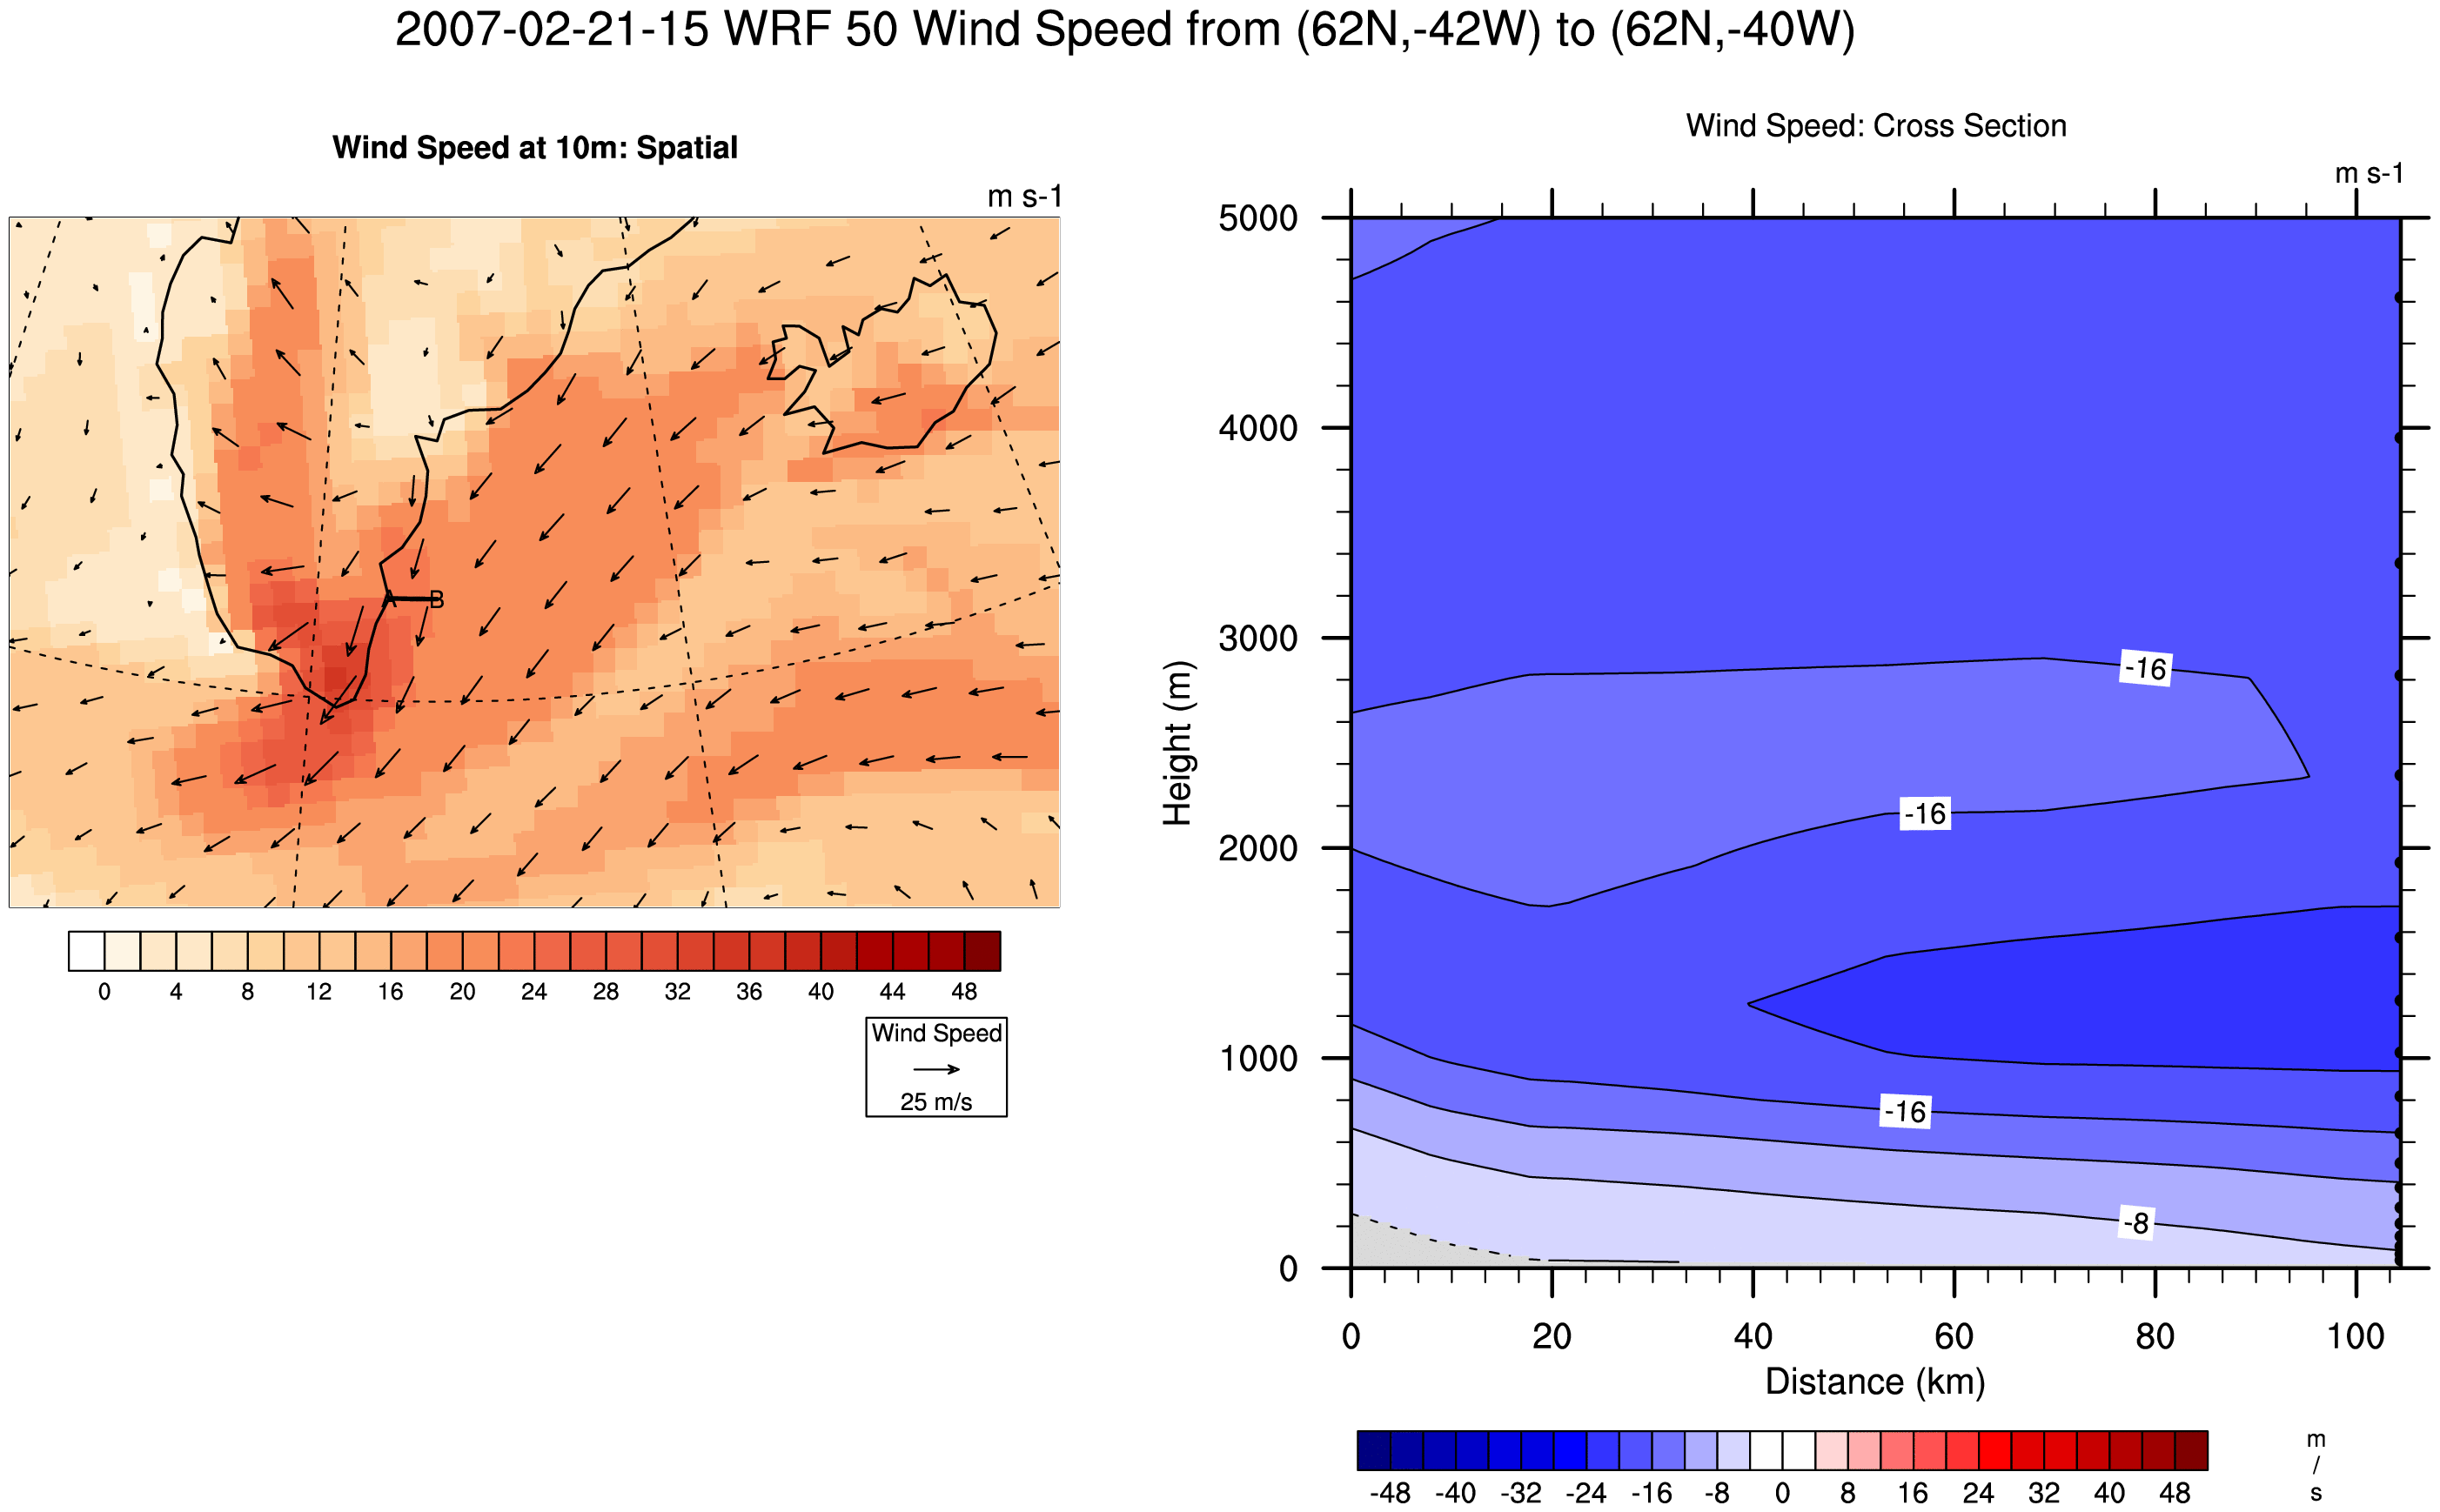 2007-02-21-15 WRF 50 Wind Speed from (62N,-42W) to (62N,-40W)
Wind Speed at 10m: Spatial
m s-1
A
B
0 4 8 12 16 20 24 28 32 36 40 44 48
Wind Speed
25 m/s
Wind Speed: Cross Section
m s-1
5000
4000
3000
2000
1000
0
Height (m)
-16
-16
-16
-8
0 20 40 60 80 100
Distance (km)
-48 -40 -32 -24 -16 -8 0 8 16 24 32 40 48
m
/
s